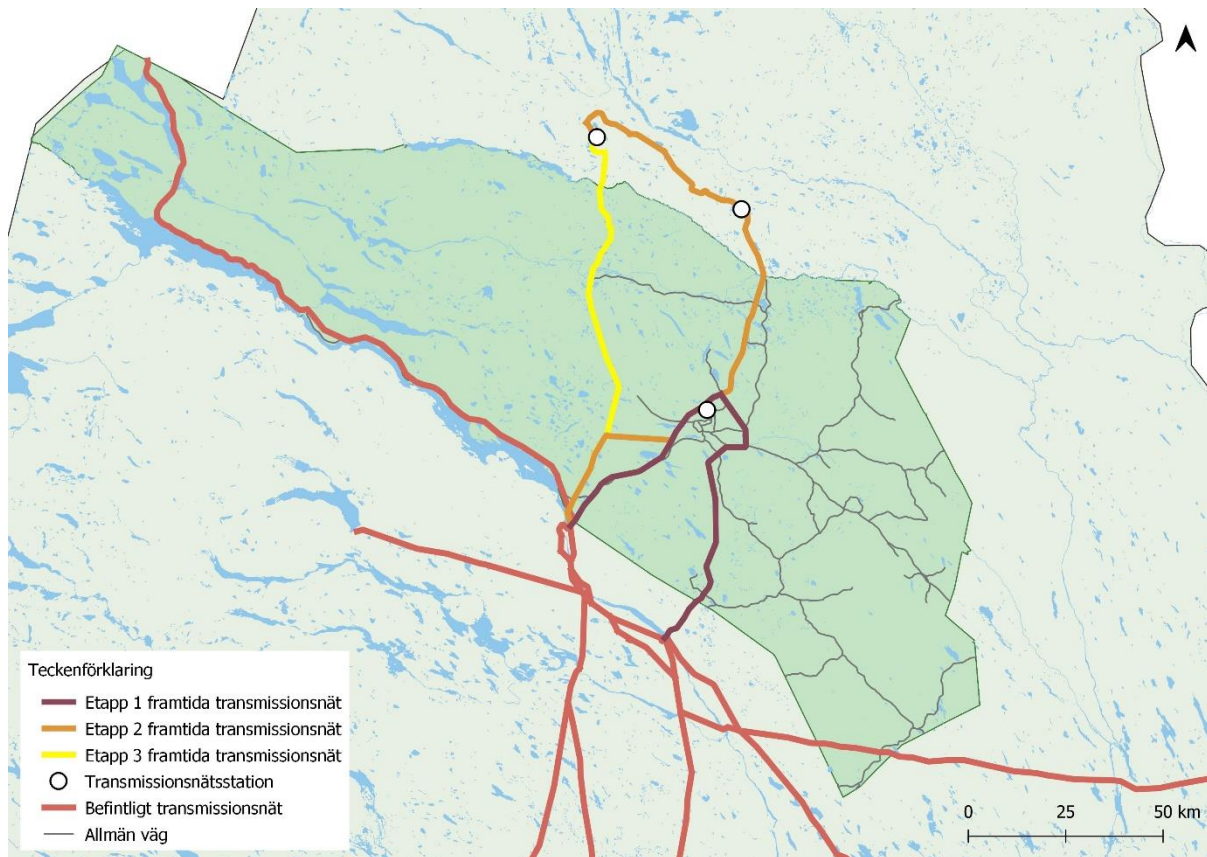 Teckenförklaring
Etapp 1 framtida transmissionsnät
Etapp 2 framtida transmissionsnät
Etapp 3 framtida transmissionsnät
Transmissionsnätsstation
Befintligt transmissionsnät
Allmän väg
0 25 50 km